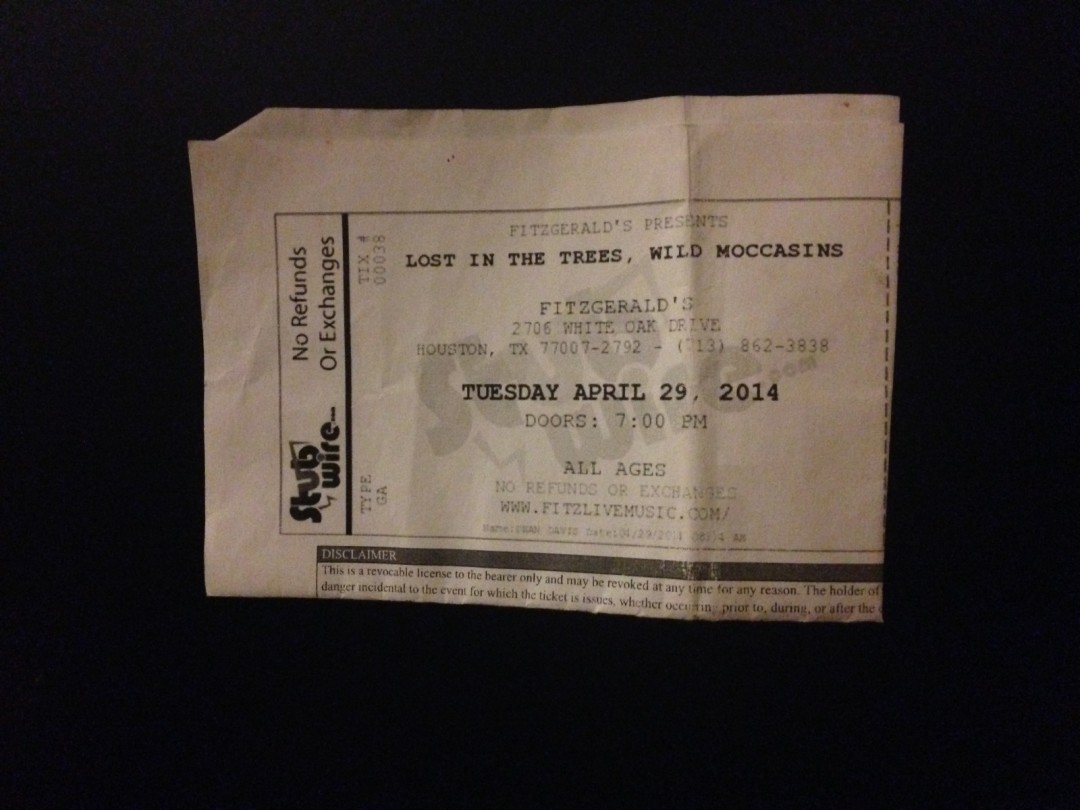 No Refunds
Or Exchanges
Stub
wire...
TIX #
00038
TYPE
GA
FITZGERALD'S PRESENTS
LOST IN THE TREES, WILD MOCCASINS
FITZGERALD'S
2706 WHITE OAK DRIVE
HOUSTON, TX 77007-2792 - (713) 862-3838
TUESDAY APRIL 29, 2014
DOORS: 7:00 PM
ALL AGES
NO REFUNDS OR EXCHANGES
WWW.FITZLIVEMUSIC.COM/
DISCLAIMER
This is a revocable license to the bearer only and may be revoked at any time for any reason. The holder of
danger incidental to the event for which the ticket is issues, whether occurring prior to, during, or after the